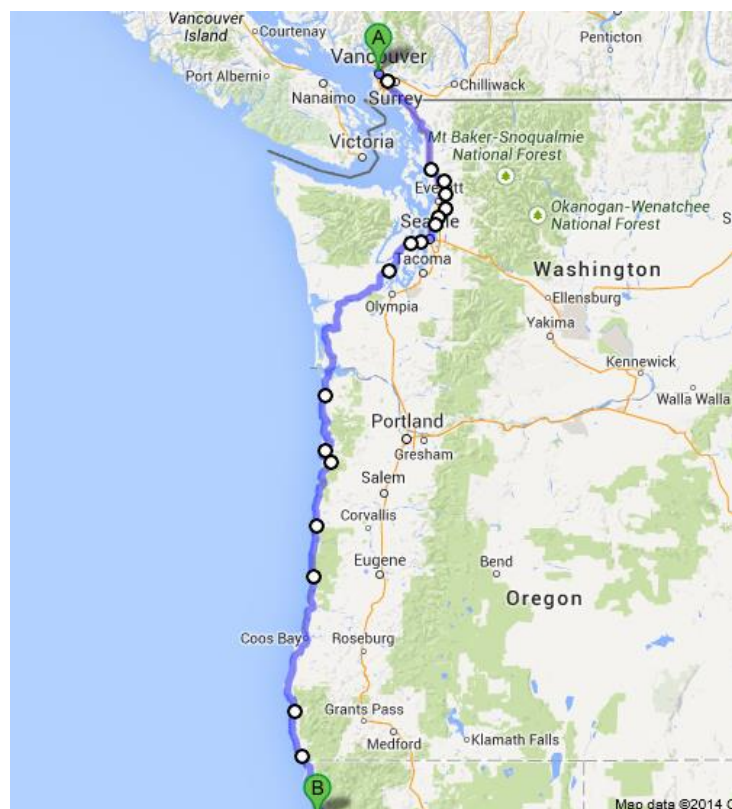 Vancouver
Island
Courtenay
A
Penticton
Vancouver
Port Alberni
Nanaimo
Surrey
Chilliwack
Victoria
Mt Baker-Snoqualmie
National Forest
Everett
Okanogan-Wenatchee
National Forest
Seattle
Tacoma
Washington
Olympia
Ellensburg
Yakima
Kennewick
Walla Walla
Portland
Gresham
Salem
Corvallis
Eugene
Bend
Oregon
Coos Bay
Roseburg
Grants Pass
Medford
Klamath Falls
B
Map data ©2014